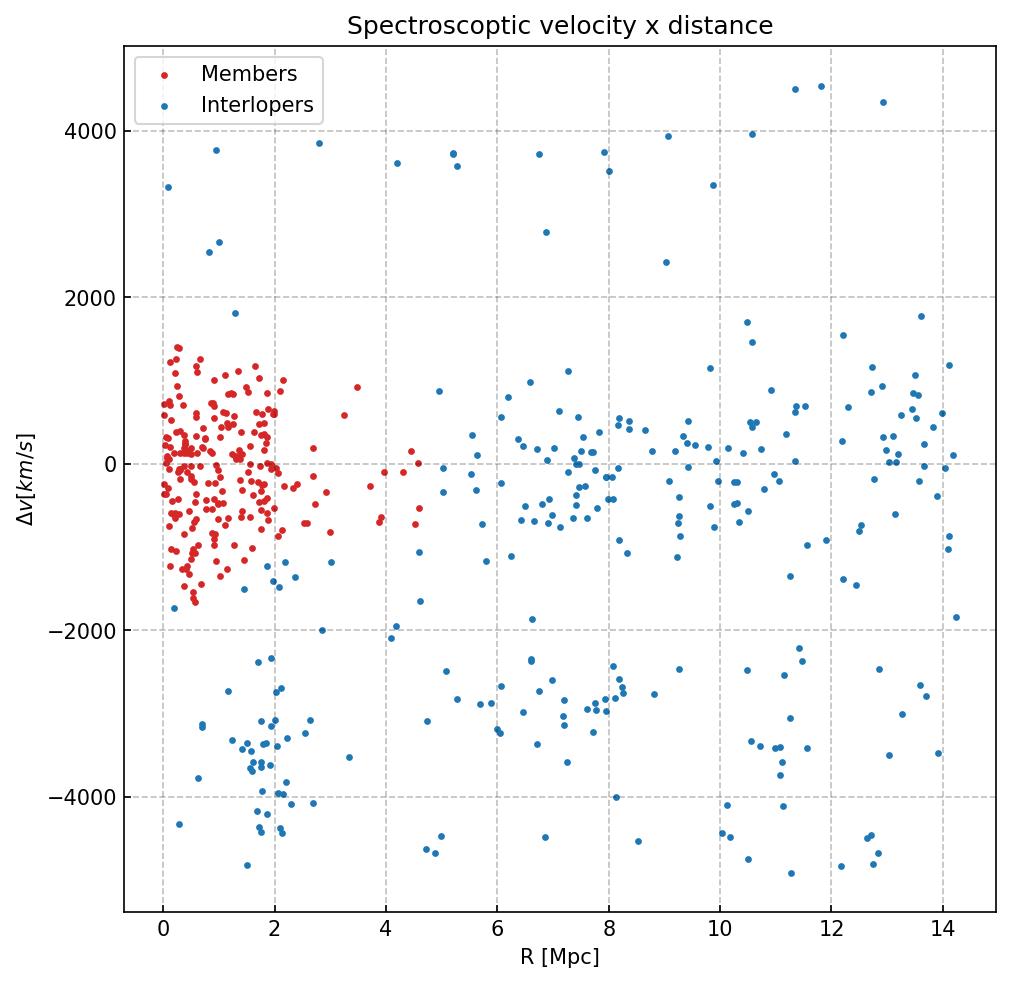 Spectroscoptic velocity x distance
Members
Interlopers
4000
2000
0
−2000
−4000
Δv[km/s]
0 2 4 6 8 10 12 14
R [Mpc]